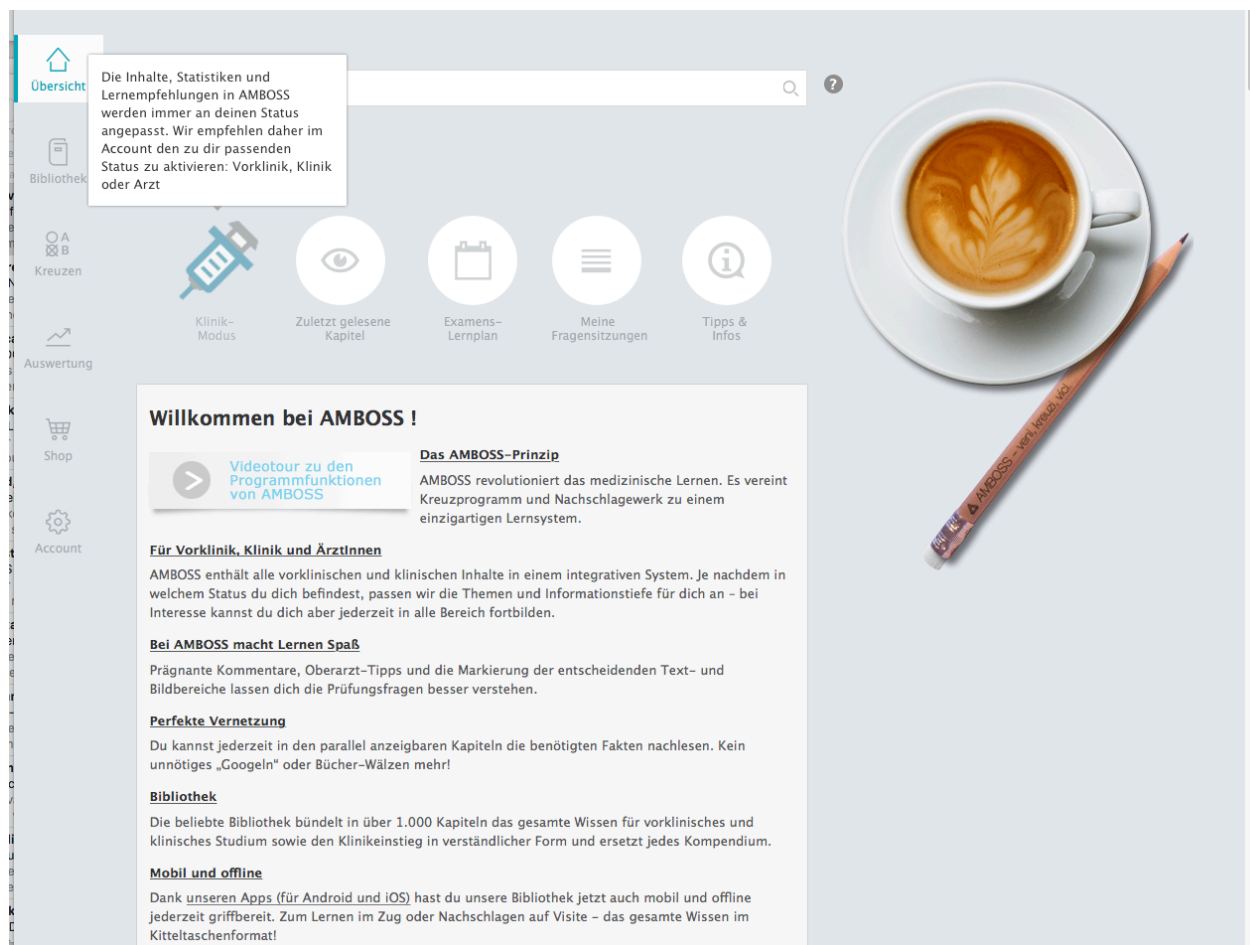 Übersicht
Die Inhalte, Statistiken und
Lernempfehlungen in AMBOSS
werden immer an deinen Status
angepasst. Wir empfehlen daher im
Account den zu dir passenden
Status zu aktivieren: Vorklinik, Klinik
oder Arzt
?
Bibliothek
A
B
Kreuzen
Auswertung
Shop
Account
Klinik-
Modus
Zuletzt gelesene
Kapitel
Examens-
Lernplan
Meine
Fragensitzungen
Tipps &
Infos
AMBOSS – veni, kreuzi, vici
Willkommen bei AMBOSS !
Videotour zu den
Programmfunktionen
von AMBOSS
Das AMBOSS-Prinzip
AMBOSS revolutioniert das medizinische Lernen. Es vereint
Kreuzprogramm und Nachschlagewerk zu einem
einzigartigen Lernsystem.
Für Vorklinik, Klinik und ÄrztInnen
AMBOSS enthält alle vorklinischen und klinischen Inhalte in einem integrativen System. Je nachdem in
welchem Status du dich befindest, passen wir die Themen und Informationstiefe für dich an – bei
Interesse kannst du dich aber jederzeit in alle Bereich fortbilden.
Bei AMBOSS macht Lernen Spaß
Prägnante Kommentare, Oberarzt-Tipps und die Markierung der entscheidenden Text- und
Bildbereiche lassen dich die Prüfungsfragen besser verstehen.
Perfekte Vernetzung
Du kannst jederzeit in den parallel anzeigbaren Kapiteln die benötigten Fakten nachlesen. Kein
unnötiges „Googeln“ oder Bücher-Wälzen mehr!
Bibliothek
Die beliebte Bibliothek bündelt in über 1.000 Kapiteln das gesamte Wissen für vorklinisches und
klinisches Studium sowie den Klinikeinstieg in verständlicher Form und ersetzt jedes Kompendium.
Mobil und offline
Dank unseren Apps (für Android und iOS) hast du unsere Bibliothek jetzt auch mobil und offline
jederzeit griffbereit. Zum Lernen im Zug oder Nachschlagen auf Visite – das gesamte Wissen im
Kitteltaschenformat!